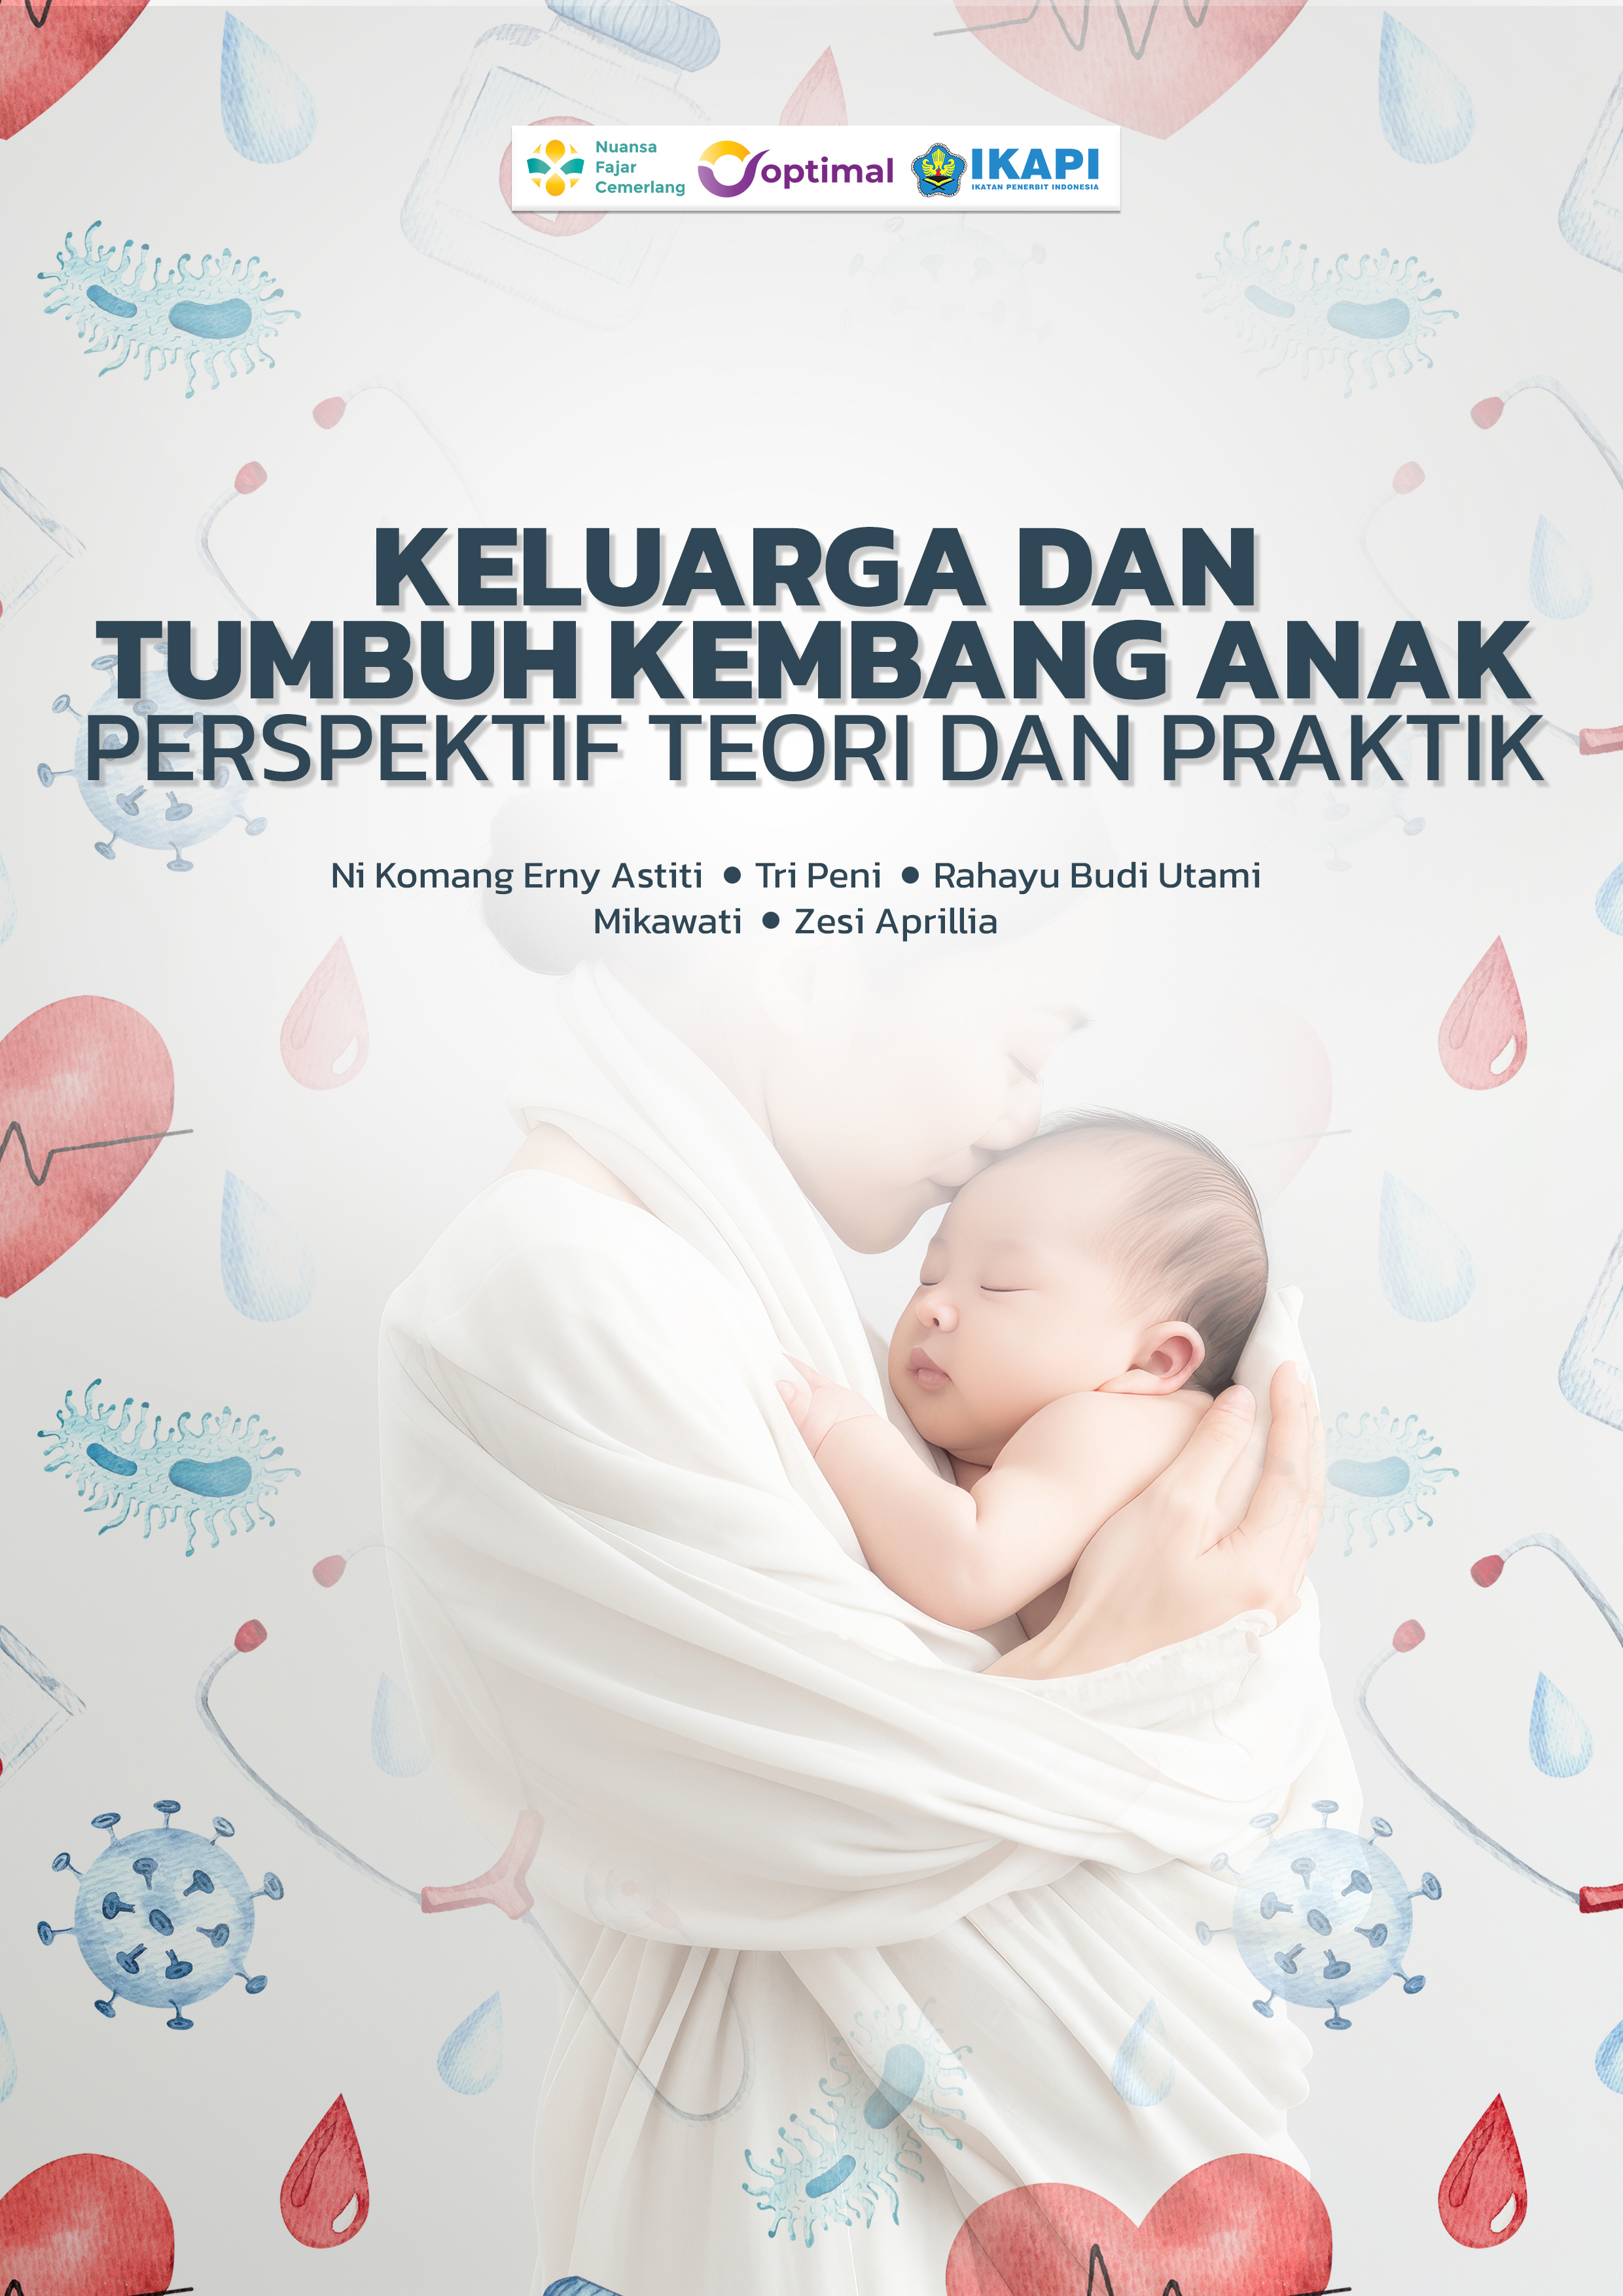 Nuansa
Fajar
Cemerlang
optimal
IKAPI
IKATAN PENERBIT INDONESIA
KELUARGA DAN
TUMBUH KEMBANG ANAK
PERSPEKTIF TEORI DAN PRAKTIK
Ni Komang Erny Astiti ● Tri Peni ● Rahayu Budi Utami
Mikawati ● Zesi Aprillia